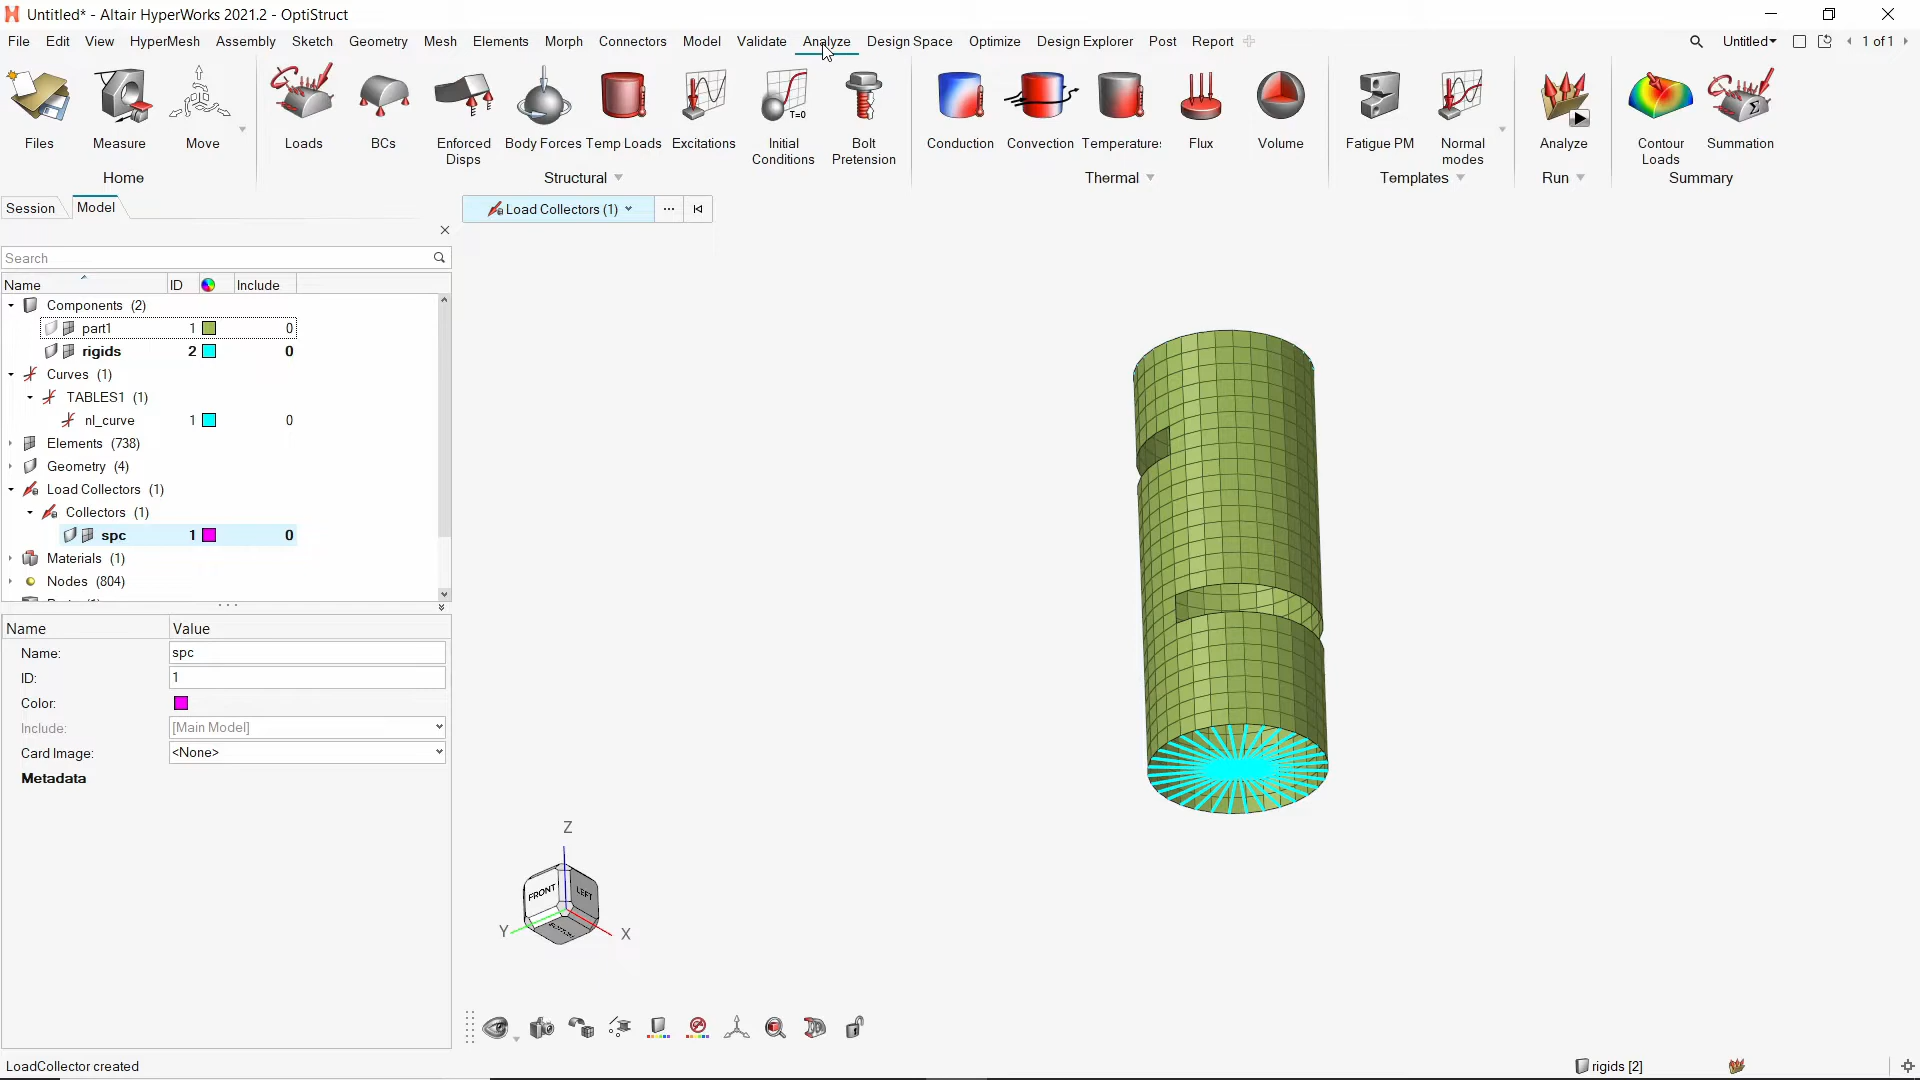 Untitled* - Altair HyperWorks 2021.2 - OptiStruct
File Edit View HyperMesh Assembly Sketch Geometry Mesh Elements Morph Connectors Model Validate Analyze Design Space Optimize Design Explorer Post Report Untitled 1 of 1
T=0
Files Measure Move Loads BCs Enforced Disps Body Forces Temp Loads Excitations Initial Conditions Bolt Pretension Conduction Convection Temperature: Flux Volume Fatigue PM Normal modes Analyze Contour Loads Summation
Home Structural Thermal Templates Run Summary
Session Model
Load Collectors (1) ...
Search
Name ID Include
Components (2)
part1 1 0
rigids 2 0
Curves (1)
TABLES1 (1)
nl_curve 1 0
Elements (738)
Geometry (4)
Load Collectors (1)
Collectors (1)
spc 1 0
Materials (1)
Nodes (804)
Name Value
Name: spc
ID: 1
Color:
Include: [Main Model]
Card Image: <None>
Metadata
Z
FRONT LEFT
BOTTOM
Y X
LoadCollector created rigids [2]